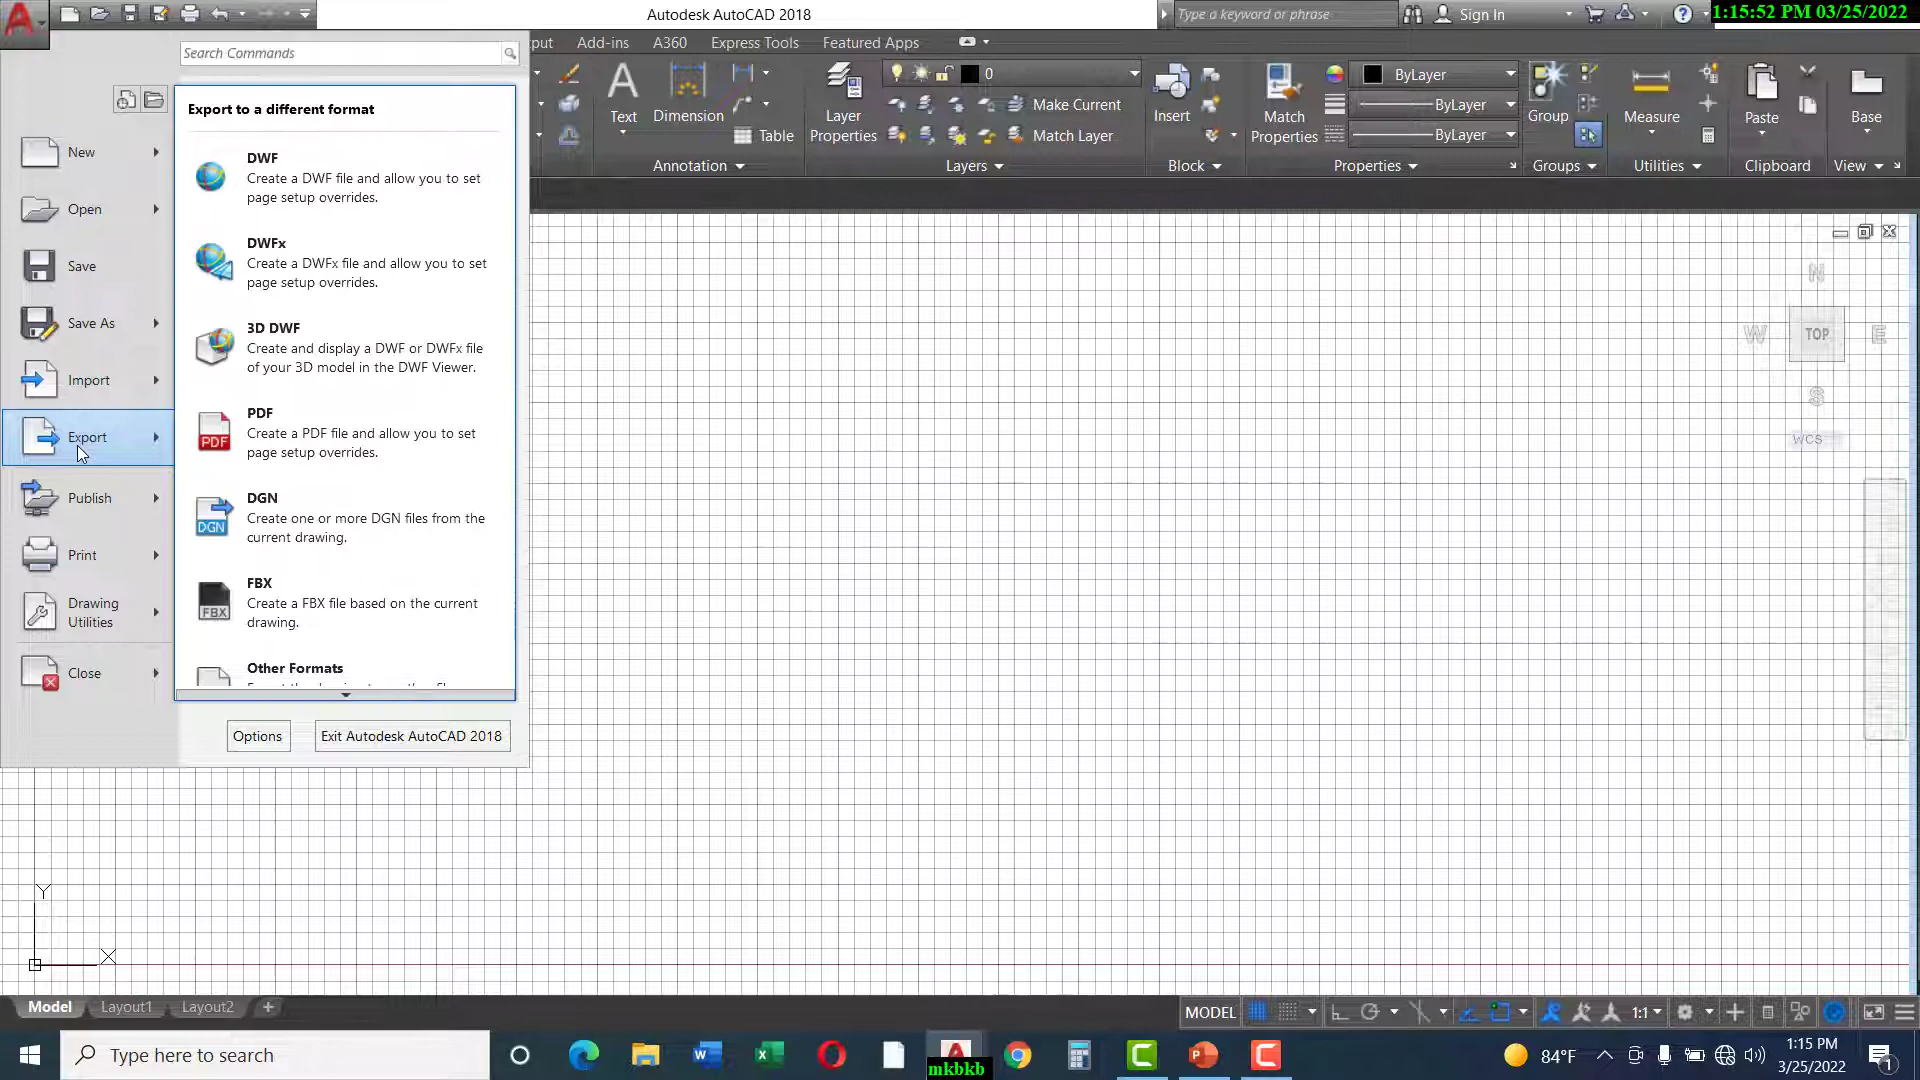 Autodesk AutoCAD 2018
Type a keyword or phrase
Sign In
1:15:52 PM 03/25/2022
Search Commands
put
Add-ins
A360
Express Tools
Featured Apps
Export to a different format
New
Open
Save
Save As
Import
Export
Publish
Print
Drawing
Utilities
Close
DWF
Create a DWF file and allow you to set
page setup overrides.
DWFx
Create a DWFx file and allow you to set
page setup overrides.
3D DWF
Create and display a DWF or DWFx file
of your 3D model in the DWF Viewer.
PDF
PDF
Create a PDF file and allow you to set
page setup overrides.
DGN
DGN
Create one or more DGN files from the
current drawing.
FBX
FBX
Create a FBX file based on the current
drawing.
Other Formats
Options
Exit Autodesk AutoCAD 2018
Text
Dimension
Table
Annotation
Layer
Properties
0
Make Current
Match Layer
Layers
Insert
Block
Match
Properties
ByLayer
ByLayer
ByLayer
Properties
Group
Groups
Measure
Utilities
Paste
Clipboard
Base
View
N
W
TOP
E
S
WCS
Y
X
Model
Layout1
Layout2
MODEL
1:1
Type here to search
mkbkb
84°F
1:15 PM
3/25/2022
1